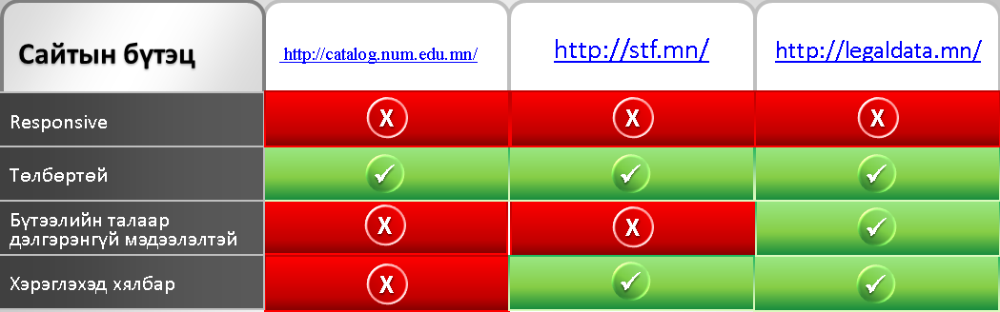 Сайтын бүтэц
http://catalog.num.edu.mn/
http://stf.mn/
http://legaldata.mn/
Responsive
X
X
X
Төлбөртөй
✓
✓
✓
Бүтээлийн талаар
дэлгэрэнгүй мэдээлэлтэй
X
X
✓
Хэрэглэхэд хялбар
X
✓
✓